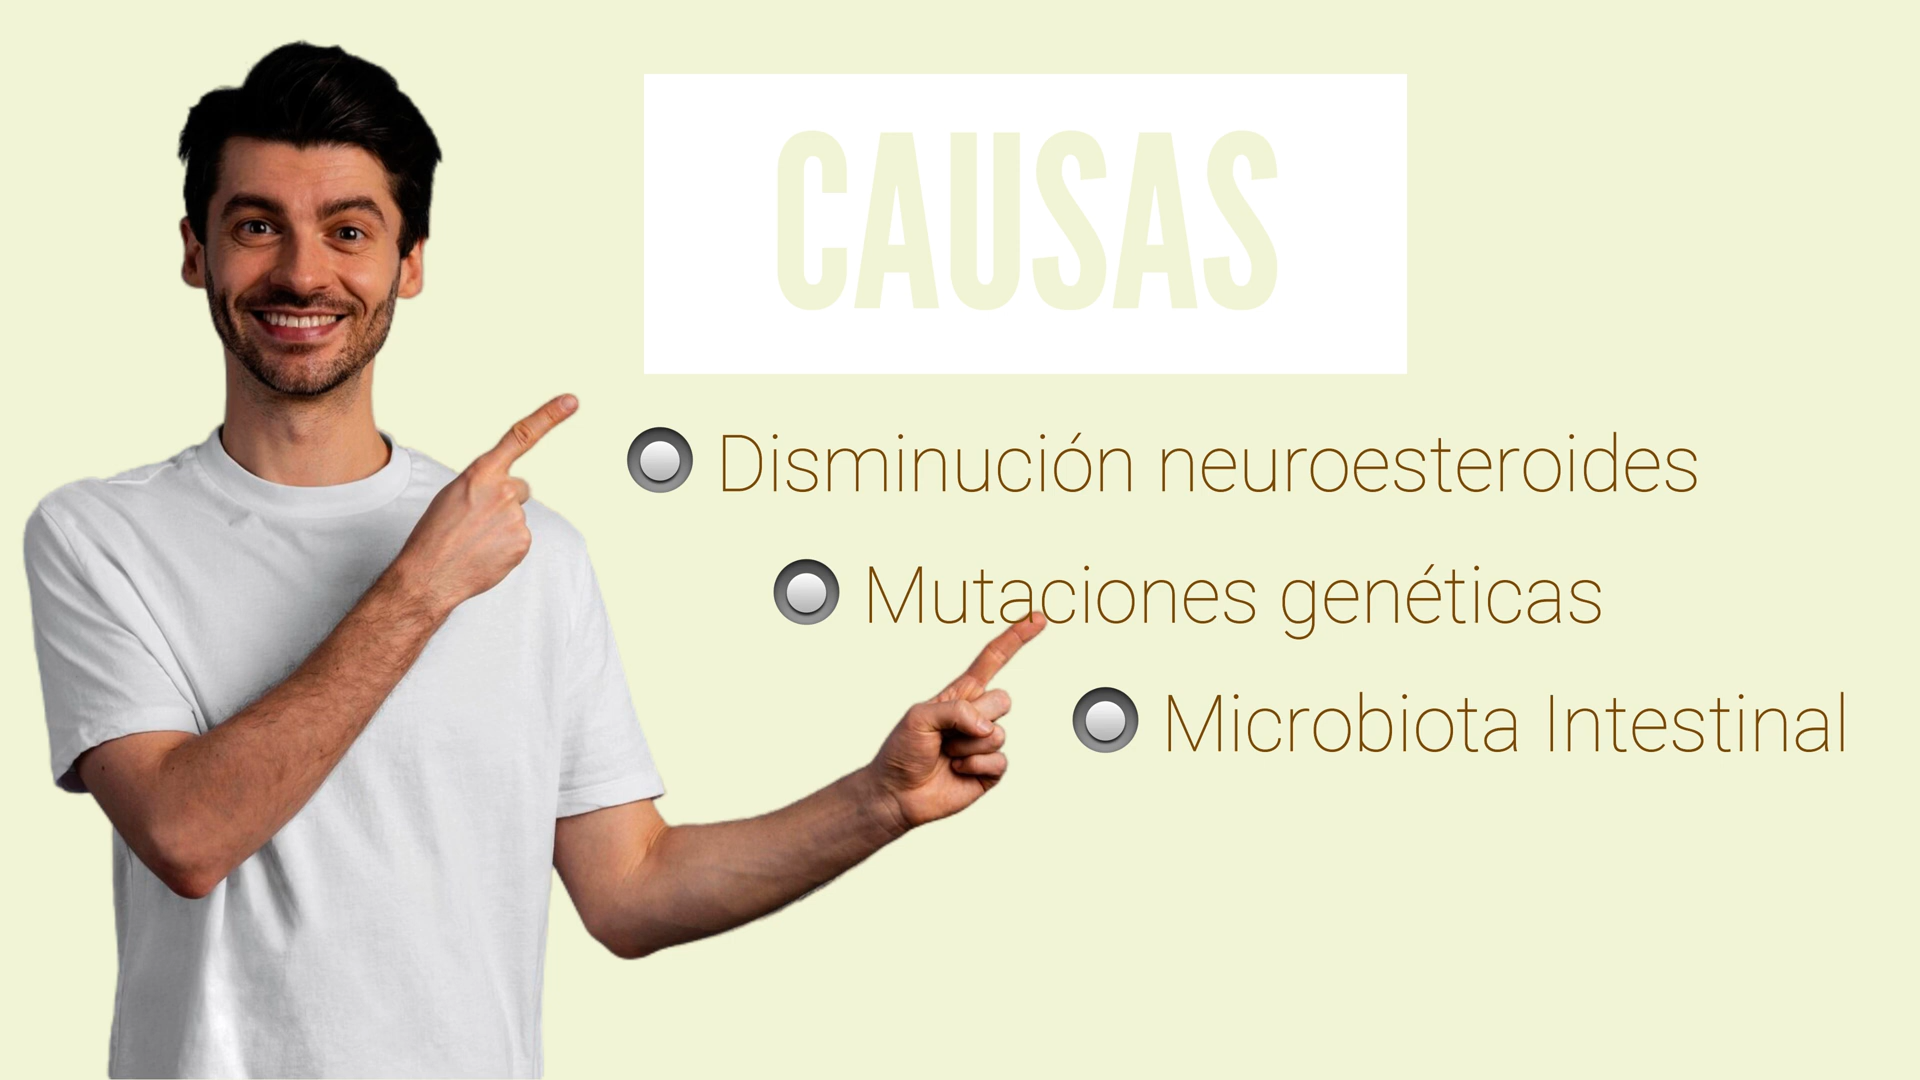 CAUSAS
Disminución neuroesteroides
Mutaciones genéticas
Microbiota Intestinal